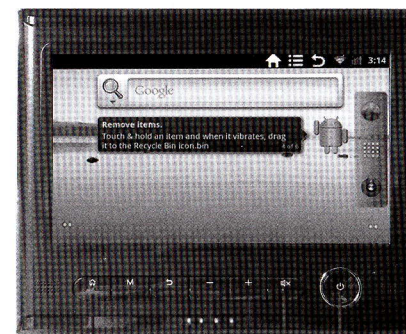 3:14
Google
Remove items.
Touch & hold an item and when it vibrates, drag
it to the Recycle Bin icon.bin
4 of 6
M